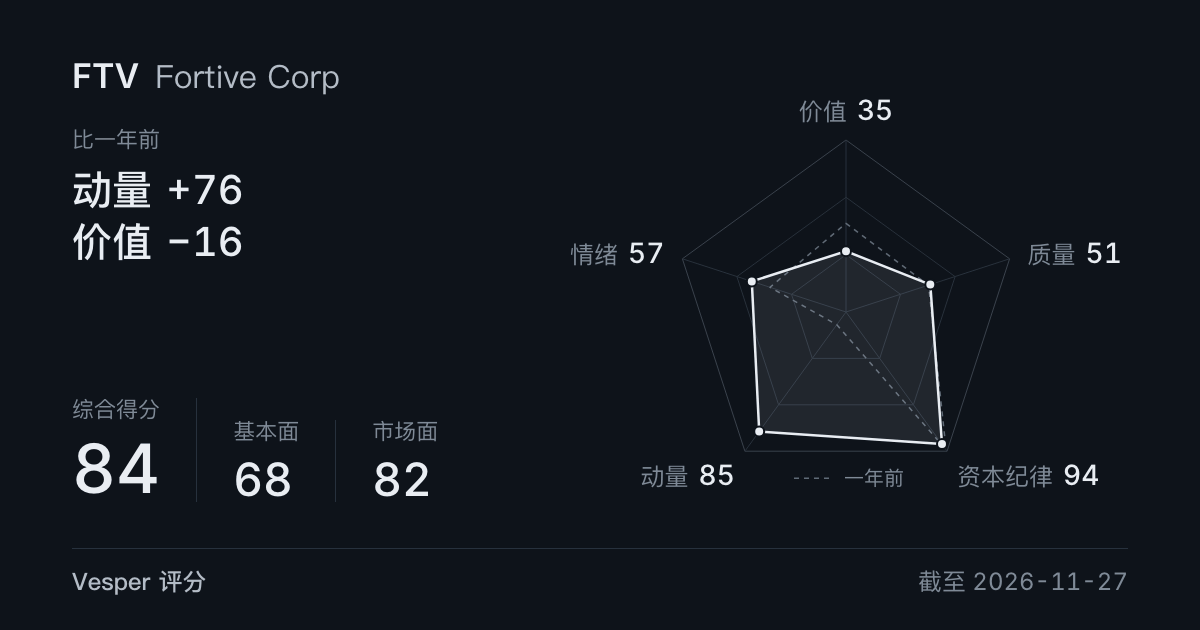 FTV Fortive Corp
比一年前
动量 +76
价值 −16
综合得分
84
基本面
68
市场面
82
价值 35
情绪 57
质量 51
动量 85
一年前
资本纪律 94
Vesper 评分
截至 2026-11-27